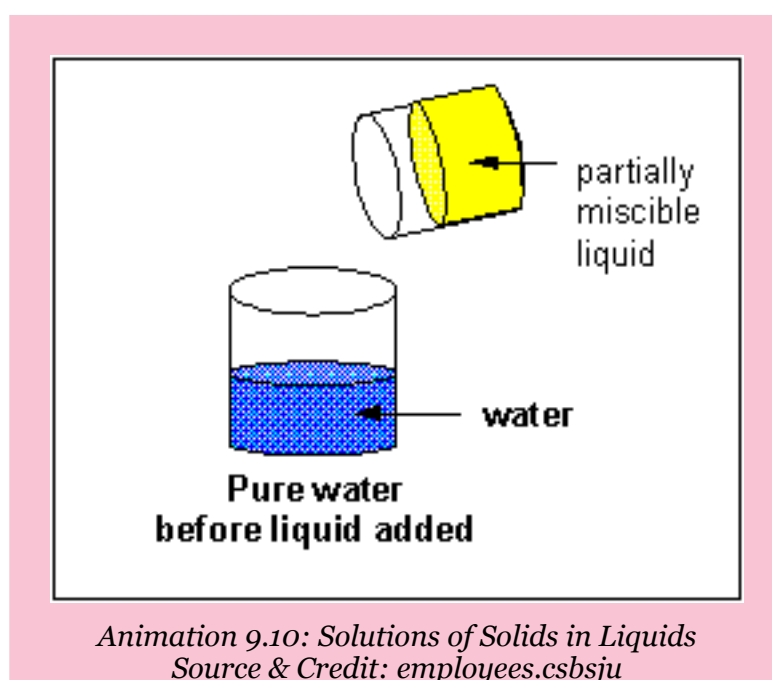 partially
miscible
liquid
water
Pure water
before liquid added
Animation 9.10: Solutions of Solids in Liquids
Source & Credit: employees.csbsju